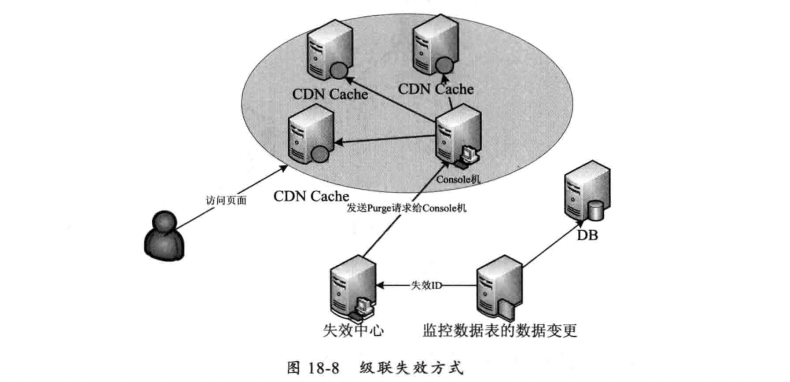 CDN Cache
CDN Cache
Console机
访问页面
CDN Cache
发送Purge请求给Console机
DB
失效ID
失效中心
监控数据表的数据变更
图 18-8 级联失效方式